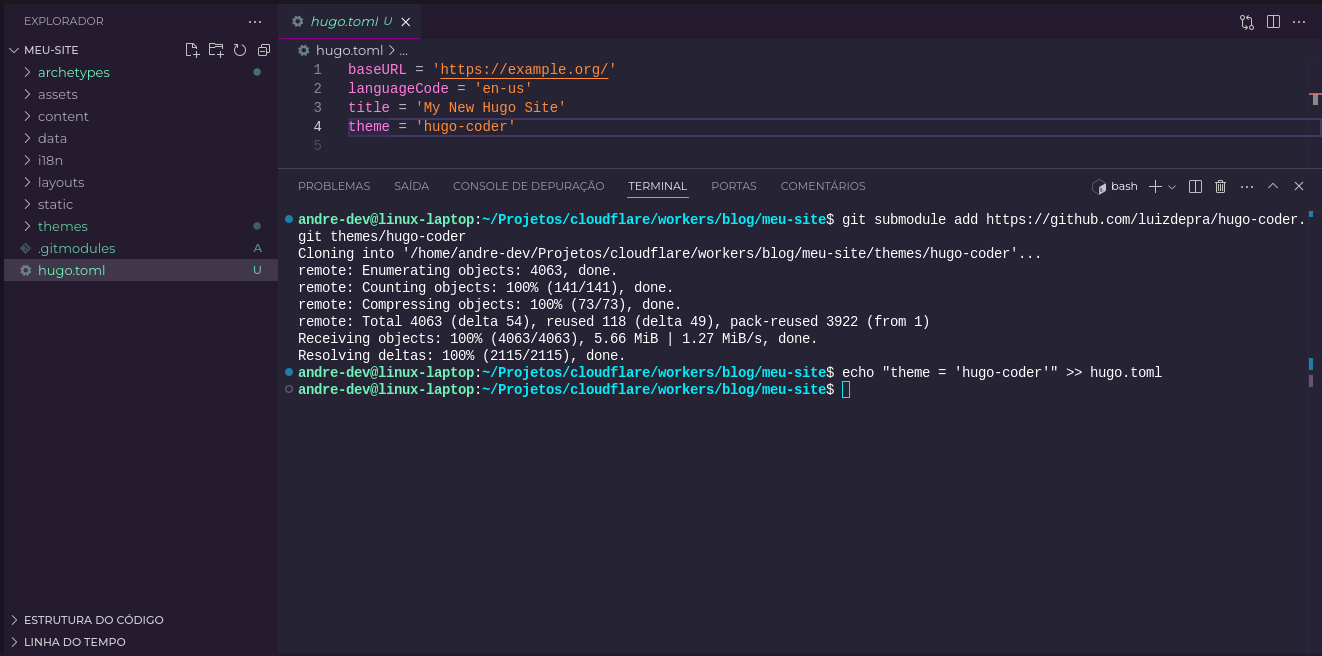 EXPLORADOR
MEU-SITE
archetypes
assets
content
data
i18n
layouts
static
themes
.gitmodules A
hugo.toml U
ESTRUTURA DO CÓDIGO
LINHA DO TEMPO
hugo.toml U
hugo.toml > ...
1 baseURL = 'https://example.org/'
2 languageCode = 'en-us'
3 title = 'My New Hugo Site'
4 theme = 'hugo-coder'
5
PROBLEMAS SAÍDA CONSOLE DE DEPURAÇÃO TERMINAL PORTAS COMENTÁRIOS bash
andre-dev@linux-laptop:~/Projetos/cloudflare/workers/blog/meu-site$ git submodule add https://github.com/luizdepra/hugo-coder.
git themes/hugo-coder
Cloning into '/home/andre-dev/Projetos/cloudflare/workers/blog/meu-site/themes/hugo-coder'...
remote: Enumerating objects: 4063, done.
remote: Counting objects: 100% (141/141), done.
remote: Compressing objects: 100% (73/73), done.
remote: Total 4063 (delta 54), reused 118 (delta 49), pack-reused 3922 (from 1)
Receiving objects: 100% (4063/4063), 5.66 MiB | 1.27 MiB/s, done.
Resolving deltas: 100% (2115/2115), done.
andre-dev@linux-laptop:~/Projetos/cloudflare/workers/blog/meu-site$ echo "theme = 'hugo-coder'" >> hugo.toml
andre-dev@linux-laptop:~/Projetos/cloudflare/workers/blog/meu-site$